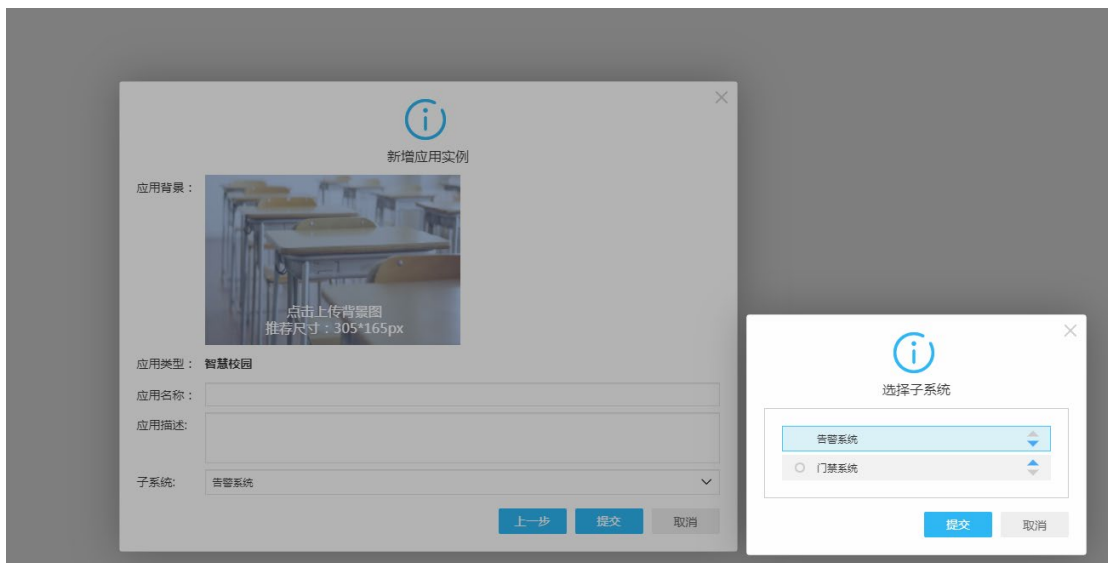 新增应用实例
应用背景：
点击上传背景图
推荐尺寸：305*165px
应用类型： 智慧校园
应用名称：
应用描述:
子系统: 告警系统
上一步 提交 取消
选择子系统
告警系统
门禁系统
提交 取消